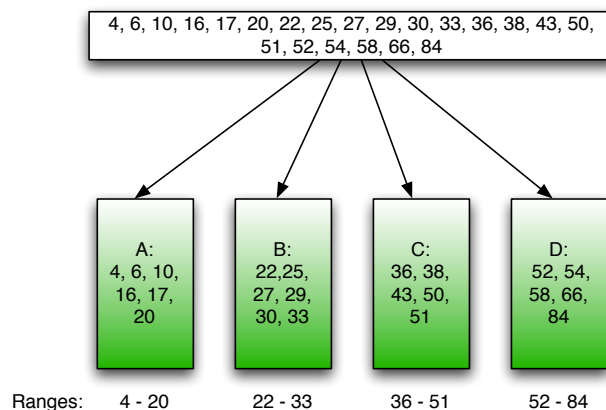 4, 6, 10, 16, 17, 20, 22, 25, 27, 29, 30, 33, 36, 38, 43, 50,
51, 52, 54, 58, 66, 84
A:
4, 6, 10,
16, 17,
20
B:
22,25,
27, 29,
30, 33
C:
36, 38,
43, 50,
51
D:
52, 54,
58, 66,
84
Ranges: 4 - 20 22 - 33 36 - 51 52 - 84